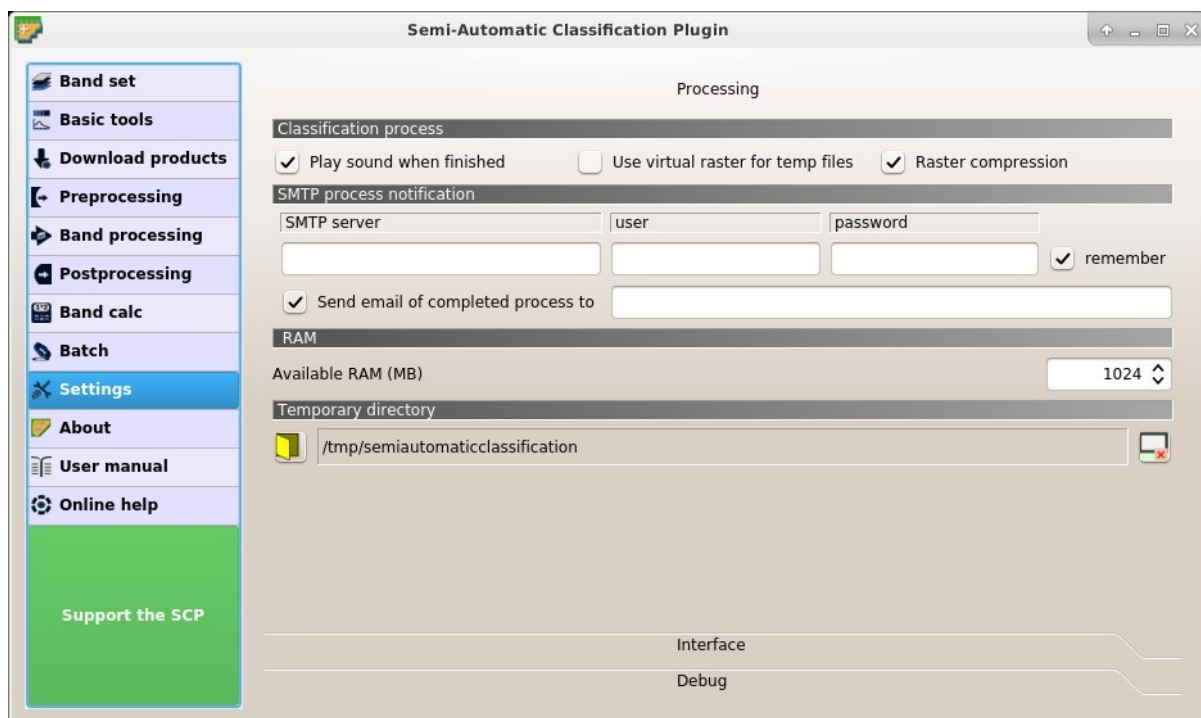 Semi-Automatic Classification Plugin
Band set
Basic tools
Download products
Preprocessing
Band processing
Postprocessing
Band calc
Batch
Settings
About
User manual
Online help
Support the SCP
Processing
Classification process
Play sound when finished
Use virtual raster for temp files
Raster compression
SMTP process notification
SMTP server
user
password
remember
Send email of completed process to
RAM
Available RAM (MB)
1024
Temporary directory
/tmp/semiautomaticclassification
Interface
Debug